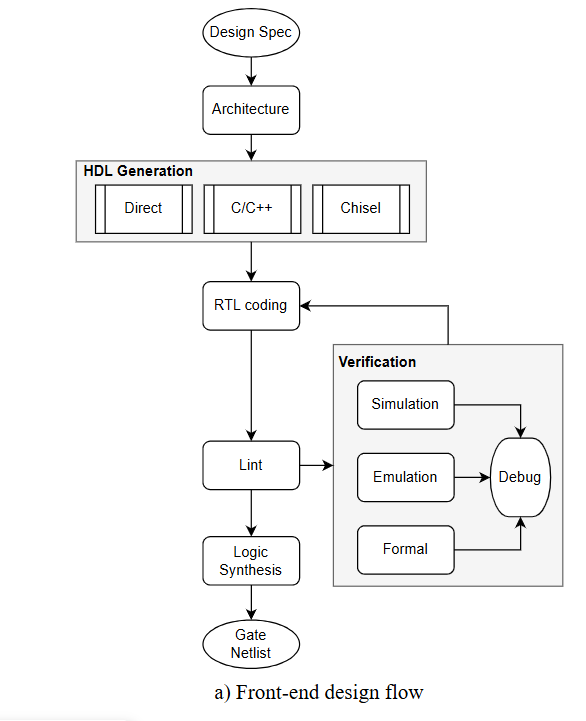 Design Spec
Architecture
HDL Generation
Direct
C/C++
Chisel
RTL coding
Verification
Simulation
Lint
Emulation
Debug
Formal
Logic
Synthesis
Gate
Netlist
a) Front-end design flow